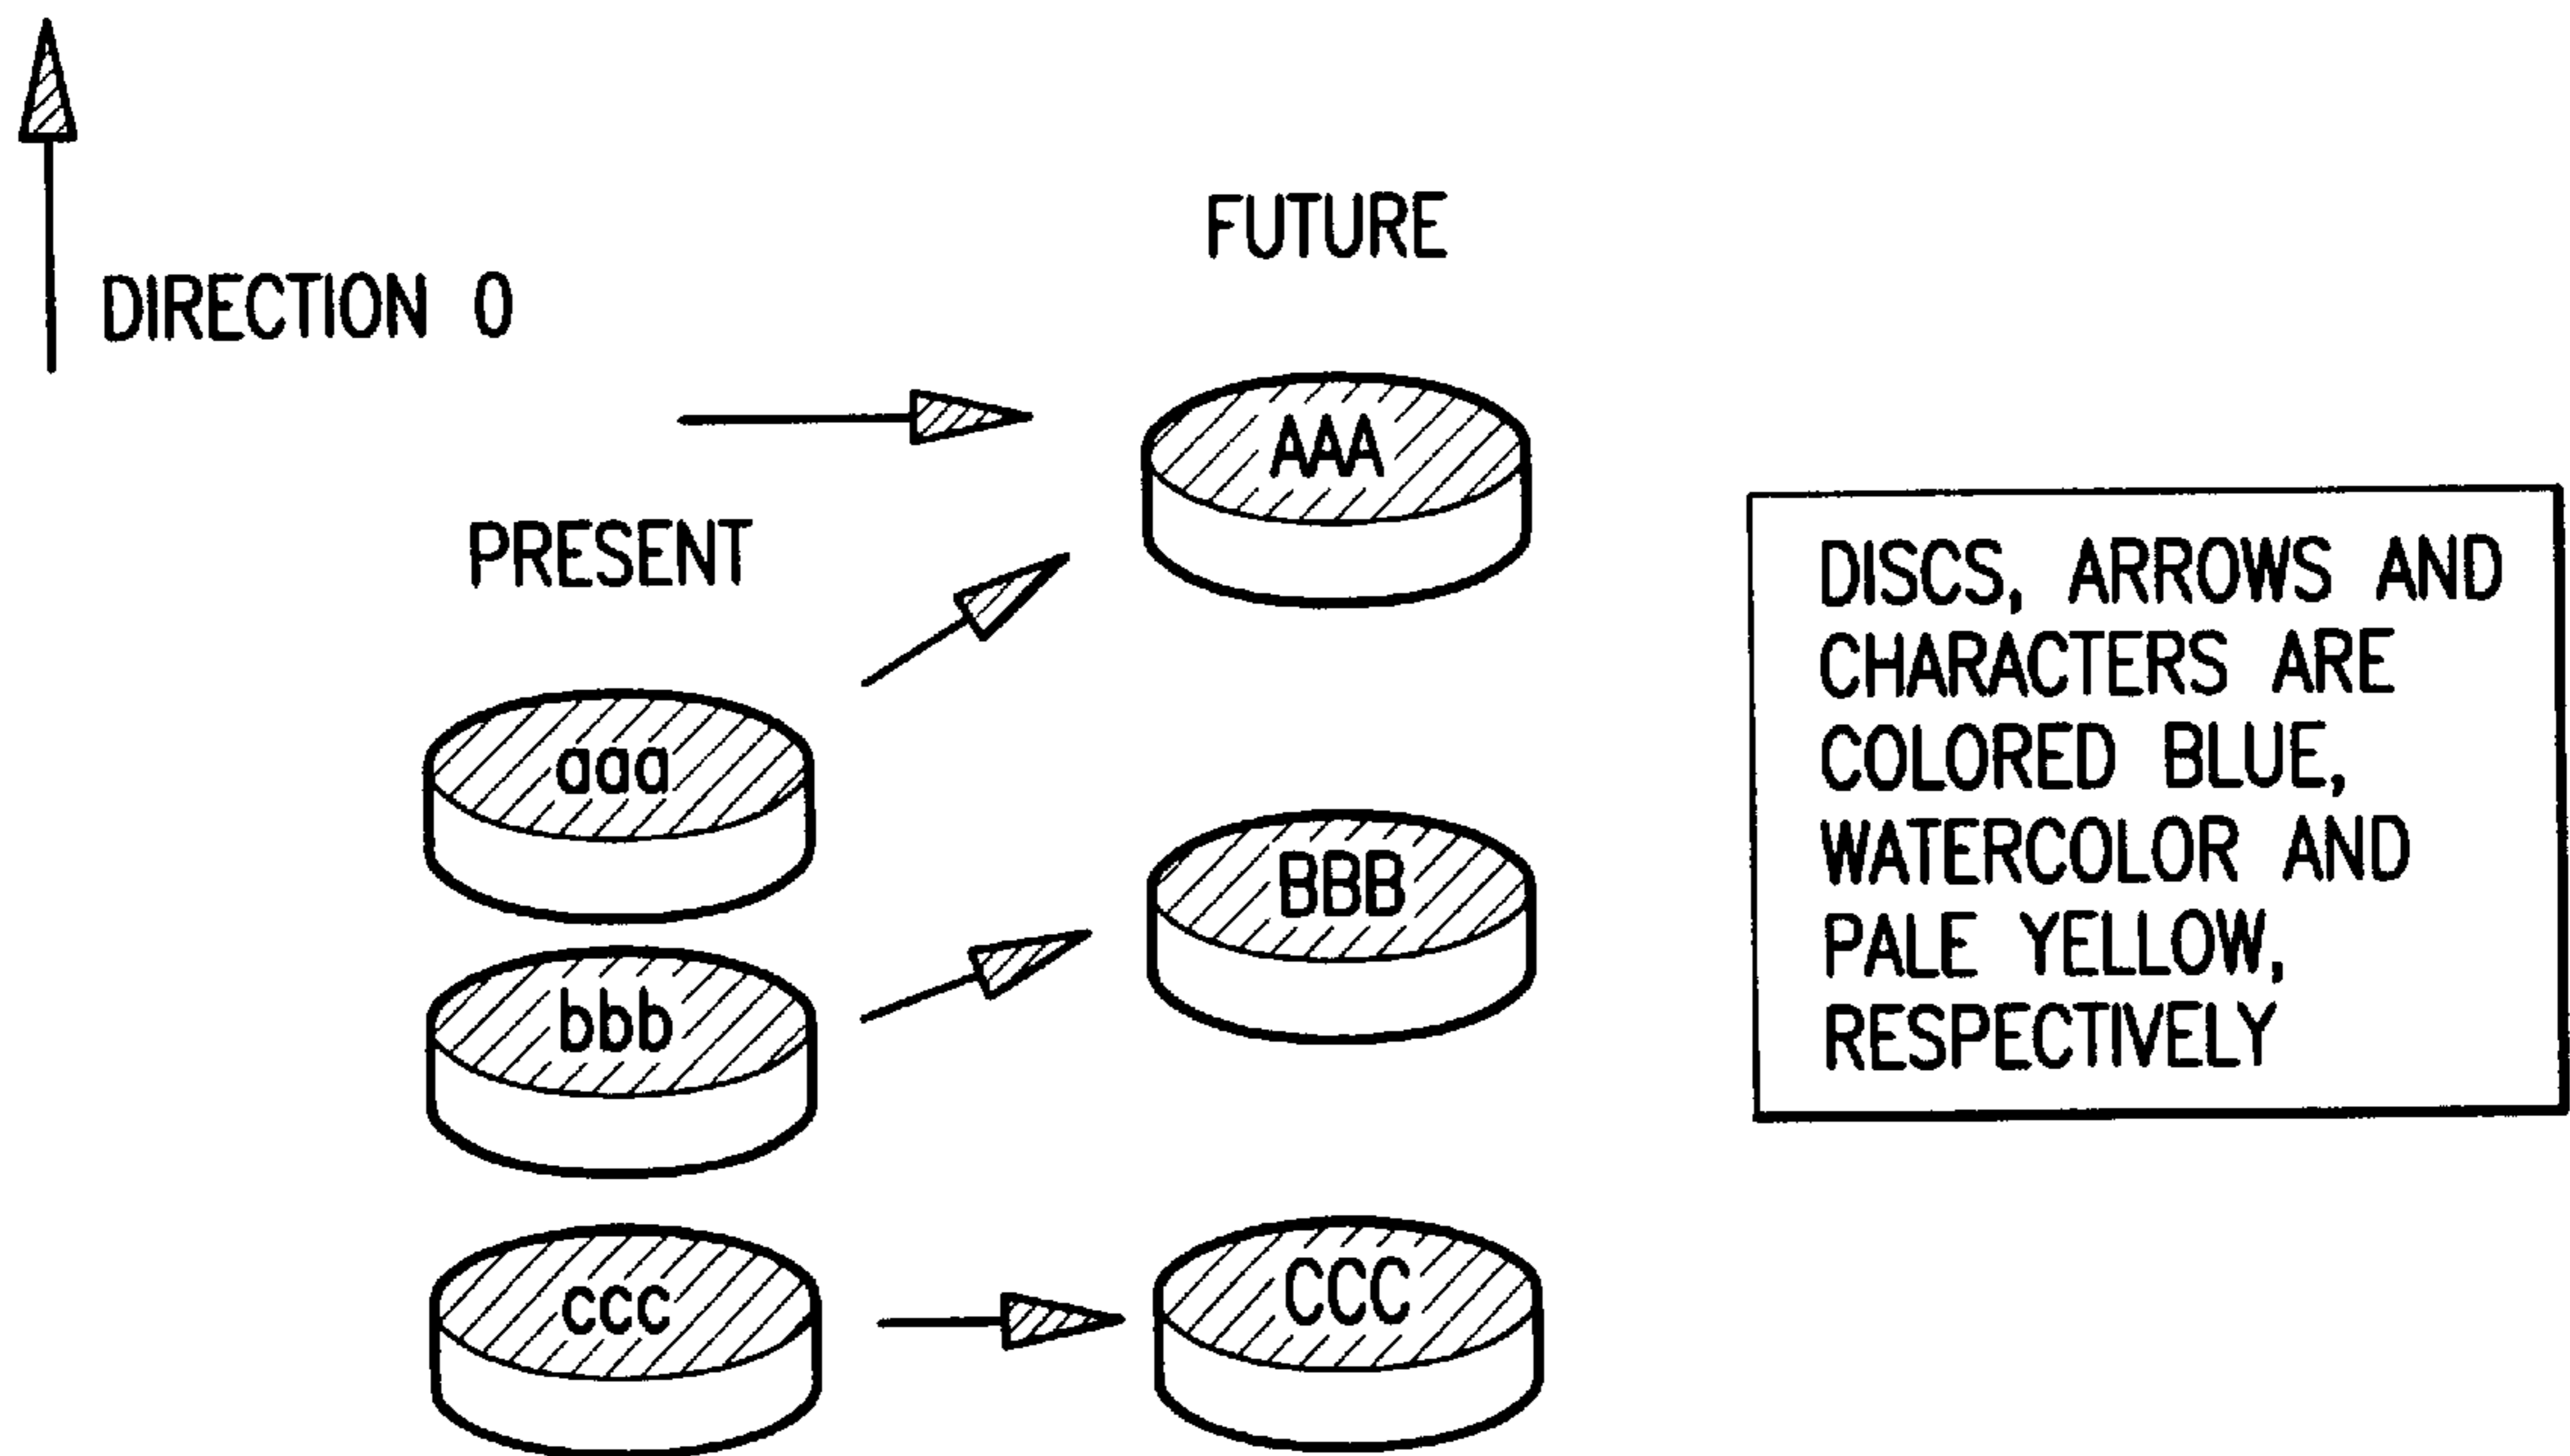 FUTURE
DIRECTION 0
AAA
PRESENT
aaa
BBB
bbb
ccc
CCC
DISCS, ARROWS AND
CHARACTERS ARE
COLORED BLUE,
WATERCOLOR AND
PALE YELLOW,
RESPECTIVELY